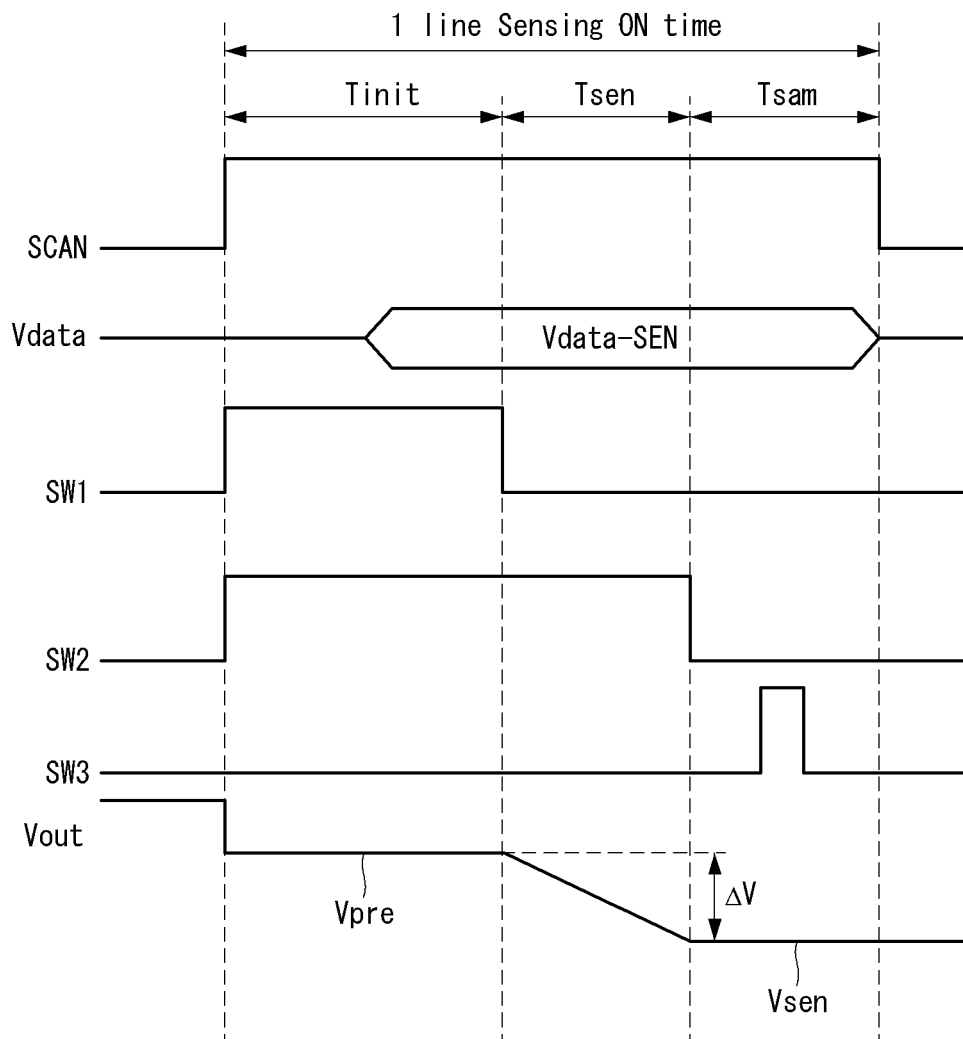 1 line Sensing ON time
Tinit Tsen Tsam
SCAN
Vdata
Vdata-SEN
SW1
SW2
SW3
Vout
Vpre
ΔV
Vsen